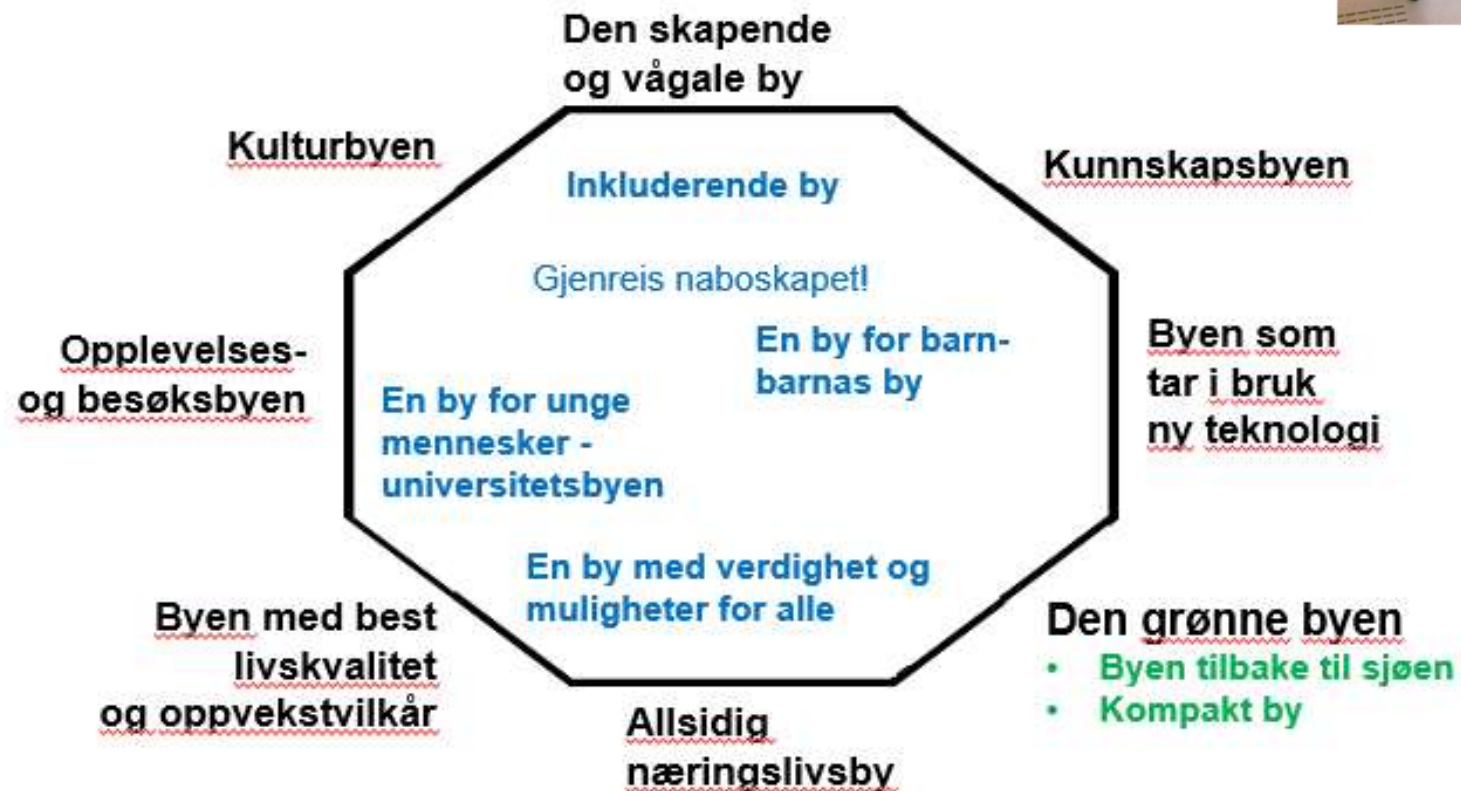 Den skapende
og vågale by
Kulturbyen
Kunnskapsbyen
Inkluderende by
Gjenreis naboskapet!
Opplevelses-
og besøksbyen
En by for barn-
barnas by
Byen som
tar i bruk
ny teknologi
En by for unge
mennesker -
universitetsbyen
En by med verdighet og
muligheter for alle
Byen med best
livskvalitet
og oppvekstvilkår
Den grønne byen
• Byen tilbake til sjøen
• Kompakt by
Allsidig
næringslivsby